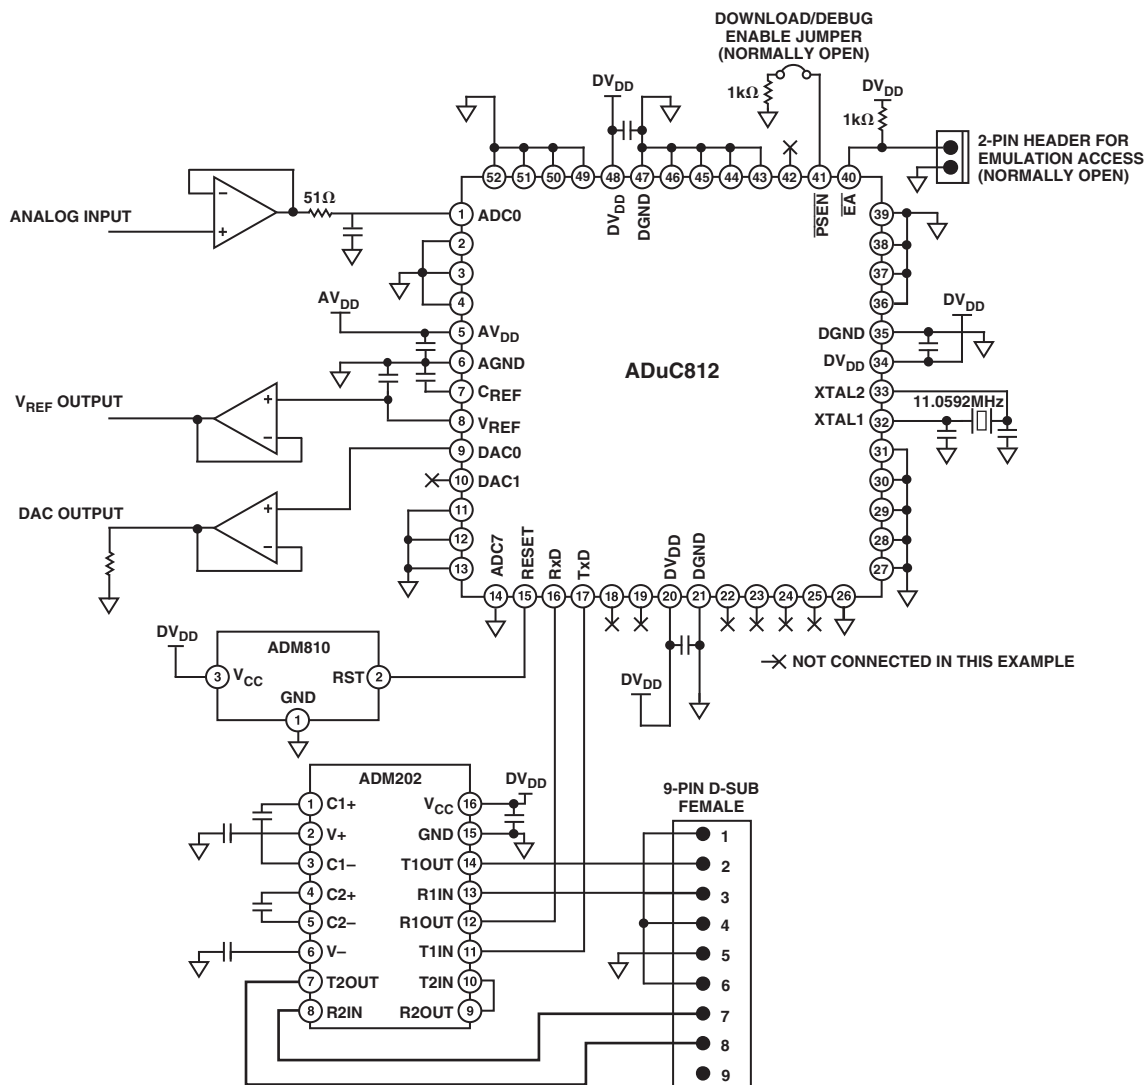 DOWNLOAD/DEBUG
ENABLE JUMPER
(NORMALLY OPEN)
DVDD
1kΩ
DVDD
1kΩ
2-PIN HEADER FOR
EMULATION ACCESS
(NORMALLY OPEN)
52 51 50 49 48 47 46 45 44 43 42 41 40
DVDD
DGND
PSEN
EA
ANALOG INPUT
51Ω
1 ADC0
2
3
4
AVDD
5 AVDD
6 AGND
7 CREF
VREF OUTPUT
8 VREF
9 DAC0
10 DAC1
DAC OUTPUT
11
12
13
ADuC812
39
38
37
36
DVDD
DGND 35
DVDD 34
XTAL2 33
11.0592MHz
XTAL1 32
31
30
29
28
27
ADC7
RESET
RxD
TxD
DVDD
DGND
14 15 16 17 18 19 20 21 22 23 24 25 26
NOT CONNECTED IN THIS EXAMPLE
DVDD
ADM810
3 VCC
RST 2
GND
1
DVDD
ADM202
DVDD
1 C1+
2 V+
3 C1–
4 C2+
5 C2–
6 V–
7 T2OUT
8 R2IN
VCC 16
GND 15
T1OUT 14
R1IN 13
R1OUT 12
T1IN 11
T2IN 10
R2OUT 9
9-PIN D-SUB
FEMALE
1
2
3
4
5
6
7
8
9